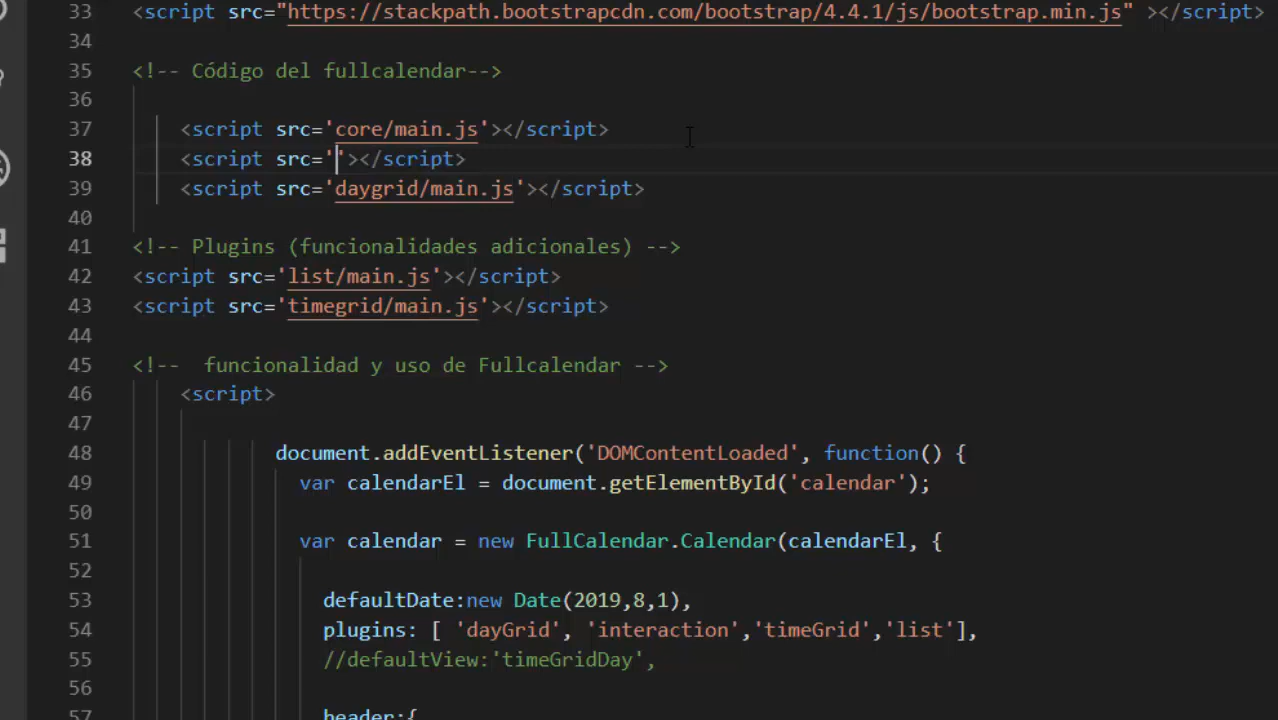 33 <script src="https://stackpath.bootstrapcdn.com/bootstrap/4.4.1/js/bootstrap.min.js" ></script>
34
35 <!-- Código del fullcalendar-->
36
37 <script src='core/main.js'></script>
38 <script src=''></script>
39 <script src='daygrid/main.js'></script>
40
41 <!-- Plugins (funcionalidades adicionales) -->
42 <script src='list/main.js'></script>
43 <script src='timegrid/main.js'></script>
44
45 <!--  funcionalidad y uso de Fullcalendar -->
46 <script>
47
48 document.addEventListener('DOMContentLoaded', function() {
49 var calendarEl = document.getElementById('calendar');
50
51 var calendar = new FullCalendar.Calendar(calendarEl, {
52
53 defaultDate:new Date(2019,8,1),
54 plugins: [ 'dayGrid', 'interaction','timeGrid','list'],
55 //defaultView:'timeGridDay',
56
57 header:{